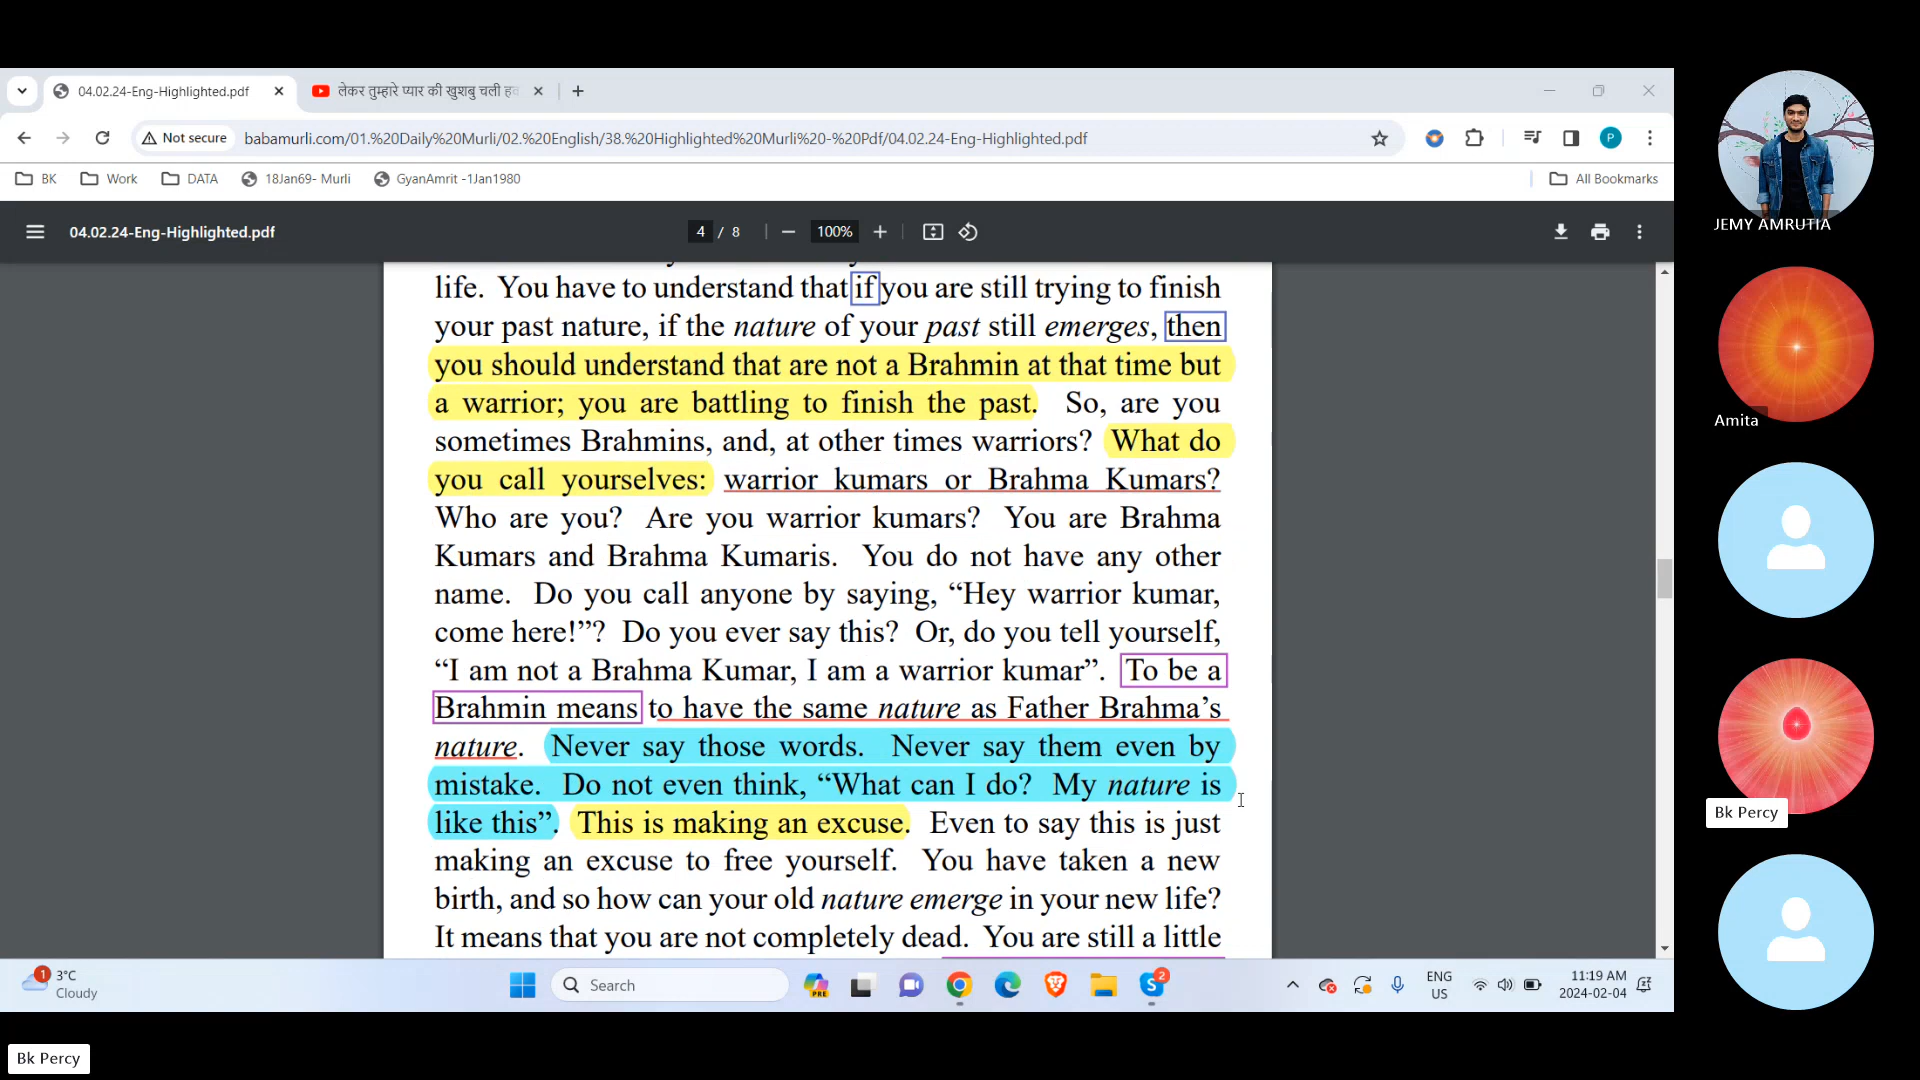 04.02.24-Eng-Highlighted.pdf
लेकर तुम्हारे प्यार की खुशबु चली हव
Not secure
babamurli.com/01.%20Daily%20Murli/02.%20English/38.%20Highlighted%20Murli%20-%20Pdf/04.02.24-Eng-Highlighted.pdf
P
BK
Work
DATA
18Jan69- Murli
GyanAmrit -1Jan1980
All Bookmarks
04.02.24-Eng-Highlighted.pdf
4 / 8
100%
life. You have to understand that if you are still trying to finish
your past nature, if the nature of your past still emerges, then
you should understand that are not a Brahmin at that time but
a warrior; you are battling to finish the past. So, are you
sometimes Brahmins, and, at other times warriors? What do
you call yourselves: warrior kumars or Brahma Kumars?
Who are you? Are you warrior kumars? You are Brahma
Kumars and Brahma Kumaris. You do not have any other
name. Do you call anyone by saying, “Hey warrior kumar,
come here!”? Do you ever say this? Or, do you tell yourself,
“I am not a Brahma Kumar, I am a warrior kumar”. To be a
Brahmin means to have the same nature as Father Brahma’s
nature. Never say those words. Never say them even by
mistake. Do not even think, “What can I do? My nature is
like this”. This is making an excuse. Even to say this is just
making an excuse to free yourself. You have taken a new
birth, and so how can your old nature emerge in your new life?
It means that you are not completely dead. You are still a little
JEMY AMRUTIA
Amita
Bk Percy
1
3°C
Cloudy
Search
PRE
2
ENG
US
11:19 AM
2024-02-04
Bk Percy